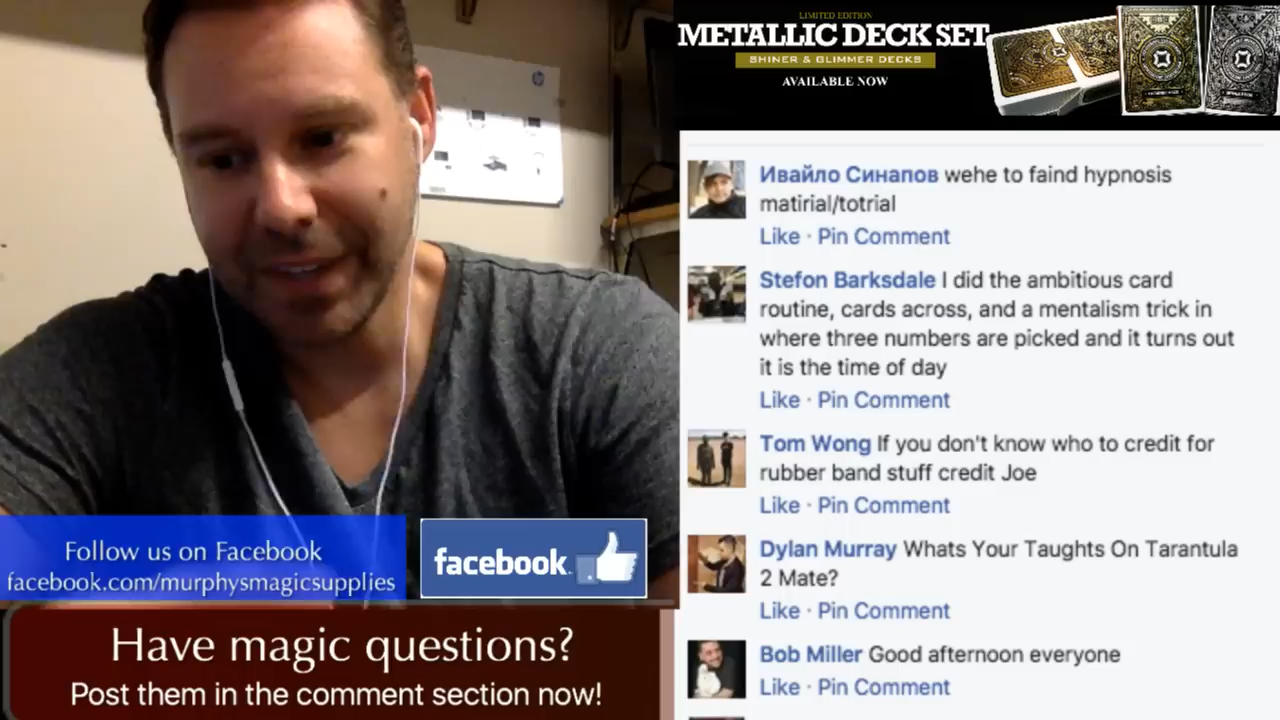 LIMITED EDITION
METALLIC DECK SET
SHINER & GLIMMER DECKS
AVAILABLE NOW
Ивайло Синапов wehe to faind hypnosis
matirial/totrial
Like · Pin Comment
Stefon Barksdale I did the ambitious card
routine, cards across, and a mentalism trick in
where three numbers are picked and it turns out
it is the time of day
Like · Pin Comment
Tom Wong If you don't know who to credit for
rubber band stuff credit Joe
Like · Pin Comment
Dylan Murray Whats Your Taughts On Tarantula
2 Mate?
Like · Pin Comment
Bob Miller Good afternoon everyone
Like · Pin Comment
Follow us on Facebook
facebook.com/murphysmagicsupplies
facebook
Have magic questions?
Post them in the comment section now!
hp